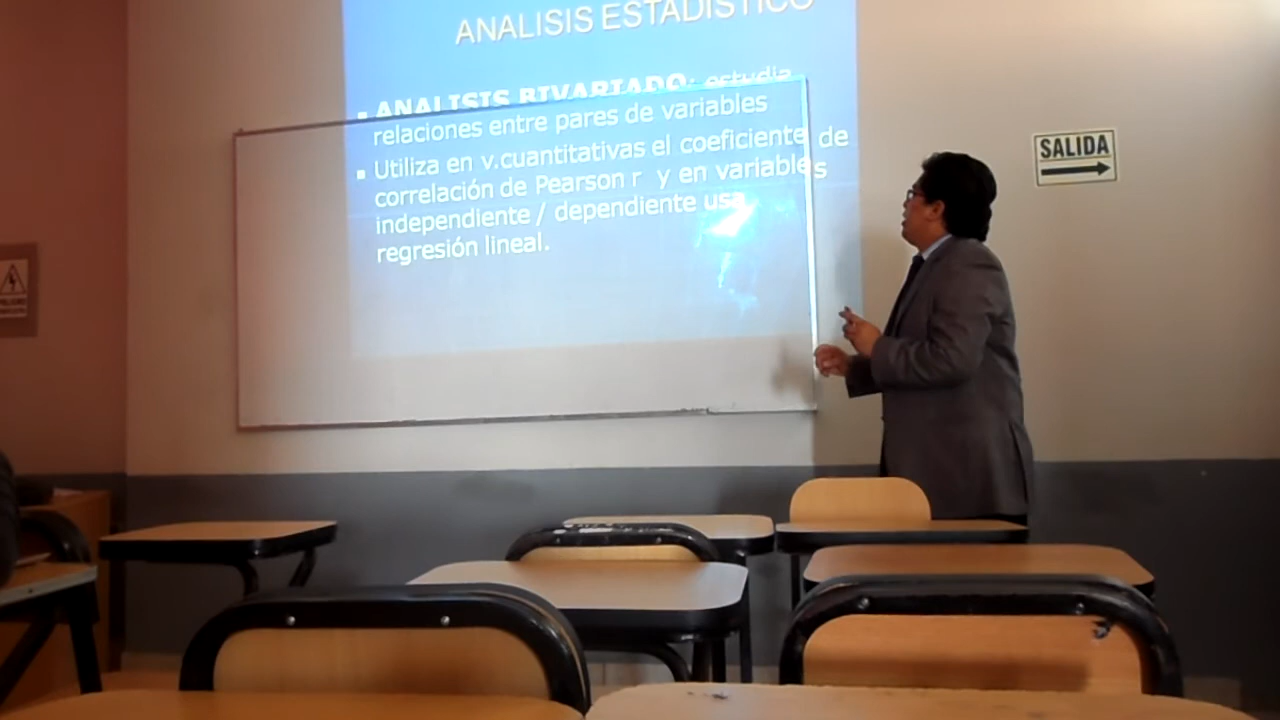 ANALISIS ESTADISTICO
▪ ANALISIS BIVARIADO: estudia
relaciones entre pares de variables
▪ Utiliza en v.cuantitativas el coeficiente de
correlación de Pearson r y en variables
independiente / dependiente usa
regresión lineal.
SALIDA
PELIGRO